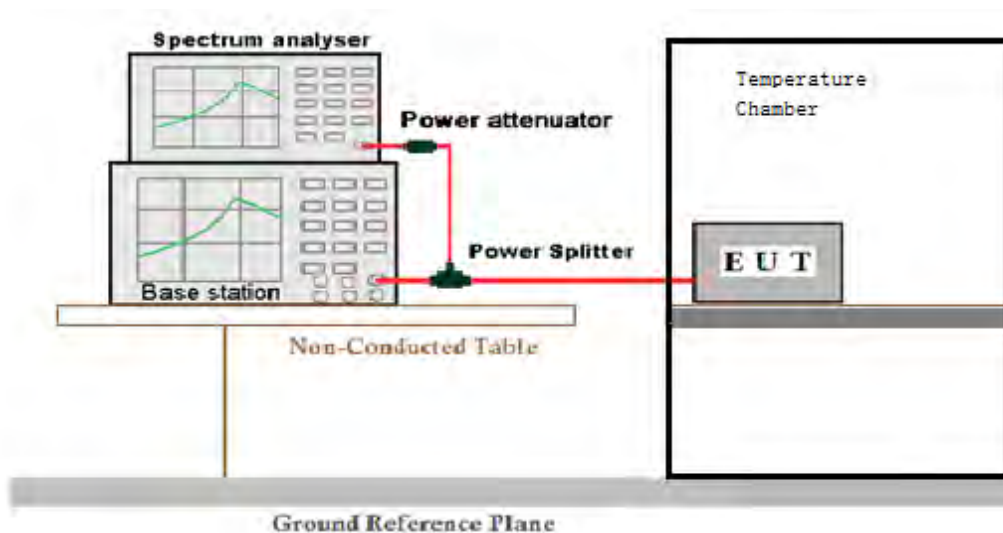 Spectrum analyser
Temperature
Chamber
Power attenuator
Power Splitter
E U T
Base station
Non-Conducted Table
Ground Reference Plane